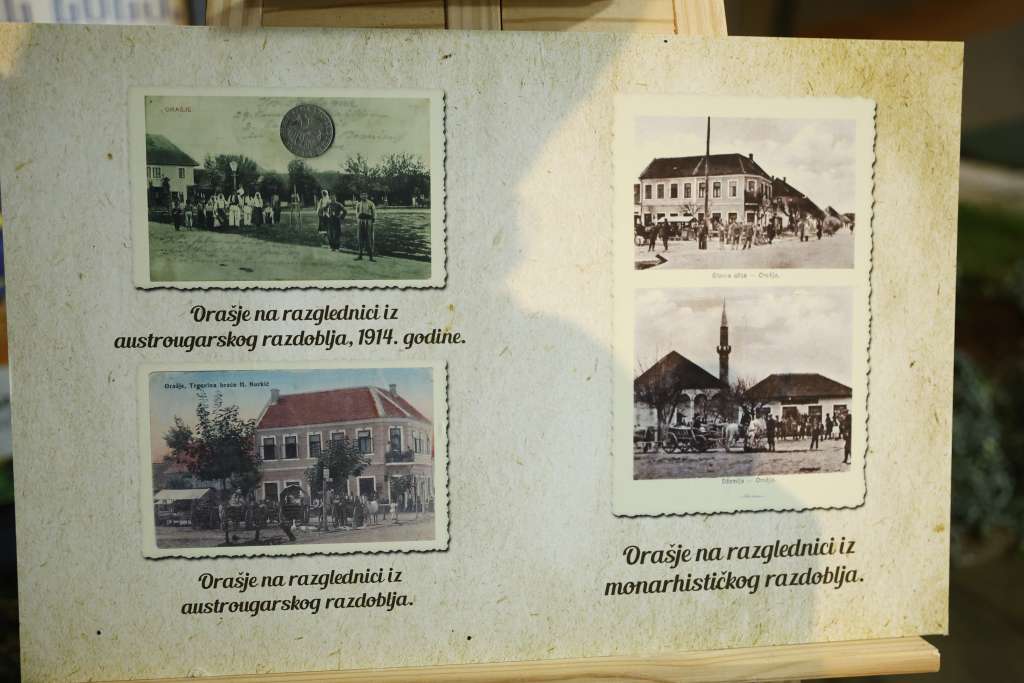 ORAŠJE
Orašje na razglednici iz
austrougarskog razdoblja, 1914. godine.
Orašje, Trgovina braće H. Kurkić
Orašje na razglednici iz
austrougarskog razdoblja.
Glavna ulica — Orašje.
Džamija — Orašje.
Orašje na razglednici iz
monarhističkog razdoblja.